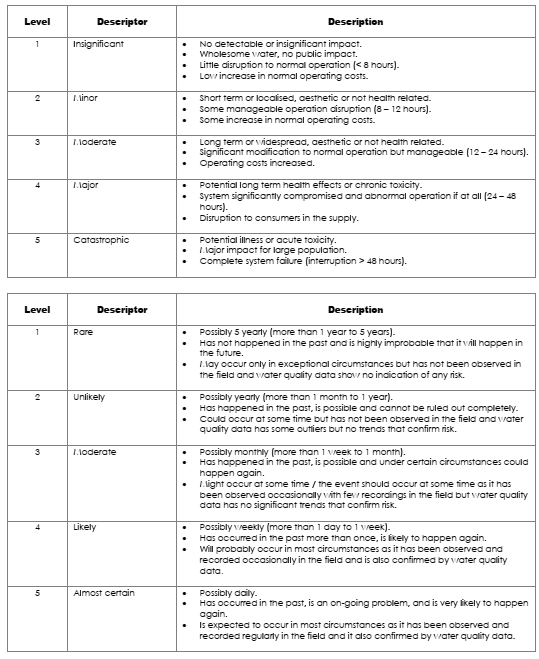 Level Descriptor Description
1 Insignificant • No detectable or insignificant impact.
• Wholesome water, no public impact.
• Little disruption to normal operation (< 8 hours).
• Low increase in normal operating costs.
2 Minor • Short term or localised, aesthetic or not health related.
• Some manageable operation disruption (8 – 12 hours).
• Some increase in normal operating costs.
3 Moderate • Long term or widespread, aesthetic or not health related.
• Significant modification to normal operation but manageable (12 – 24 hours).
• Operating costs increased.
4 Major • Potential long term health effects or chronic toxicity.
• System significantly compromised and abnormal operation if at all (24 – 48
hours).
• Disruption to consumers in the supply.
5 Catastrophic • Potential illness or acute toxicity.
• Major impact for large population.
• Complete system failure (interruption > 48 hours).
Level Descriptor Description
1 Rare • Possibly 5 yearly (more than 1 year to 5 years).
• Has not happened in the past and is highly improbable that it will happen in
the future.
• May occur only in exceptional circumstances but has not been observed in
the field and water quality data show no indication of any risk.
2 Unlikely • Possibly yearly (more than 1 month to 1 year).
• Has happened in the past, is possible and cannot be ruled out completely.
• Could occur at some time but has not been observed in the field and water
quality data has some outliers but no trends that confirm risk.
3 Moderate • Possibly monthly (more than 1 week to 1 month).
• Has happened in the past, is possible and under certain circumstances could
happen again.
• Might occur at some time / the event should occur at some time as it has
been observed occasionally with few recordings in the field but water quality
data has no significant trends that confirm risk.
4 Likely • Possibly weekly (more than 1 day to 1 week).
• Has occurred in the past more than once, is likely to happen again.
• Will probably occur in most circumstances as it has been observed and
recorded occasionally in the field and is also confirmed by water quality
data.
5 Almost certain • Possibly daily.
• Has occurred in the past, is an on-going problem, and is very likely to happen
again.
• Is expected to occur in most circumstances as it has been observed and
recorded regularly in the field and it also confirmed by water quality data.